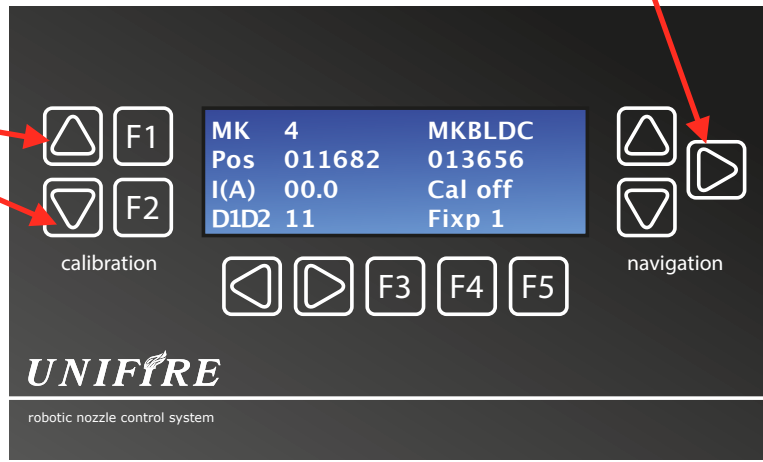 F1
MK 4 MKBLDC
Pos 011682 013656
I(A) 00.0 Cal off
F2
D1D2 11 Fixp 1
calibration
navigation
F3 F4 F5
UNIFIRE
robotic nozzle control system